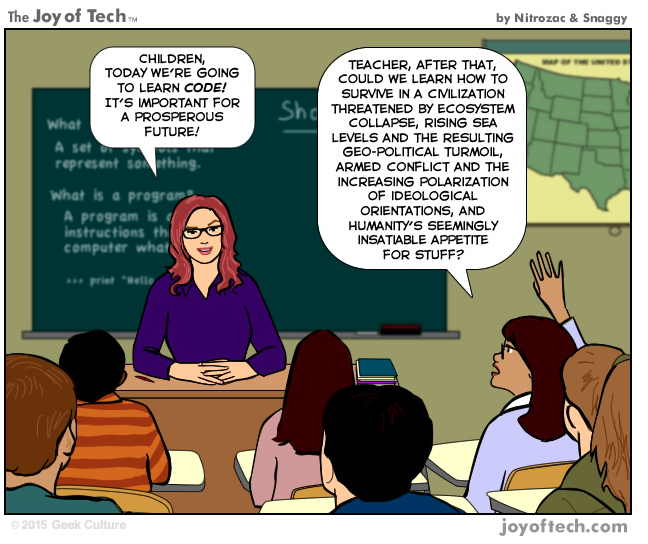 The Joy of Tech™
by Nitrozac & Snaggy
CHILDREN,
TODAY WE'RE GOING
TO LEARN CODE!
IT'S IMPORTANT FOR
A PROSPEROUS
FUTURE!
TEACHER, AFTER THAT,
COULD WE LEARN HOW TO
SURVIVE IN A CIVILIZATION
THREATENED BY ECOSYSTEM
COLLAPSE, RISING SEA
LEVELS AND THE RESULTING
GEO-POLITICAL TURMOIL,
ARMED CONFLICT AND THE
INCREASING POLARIZATION
OF IDEOLOGICAL
ORIENTATIONS, AND
HUMANITY'S SEEMINGLY
INSATIABLE APPETITE
FOR STUFF?
MAP OF THE UNITED ST
Sho
What
A set of symbols that
represent something.
What is a program?
A program is
instructions th
computer what
>>> print "Hello
© 2015 Geek Culture
joyoftech.com